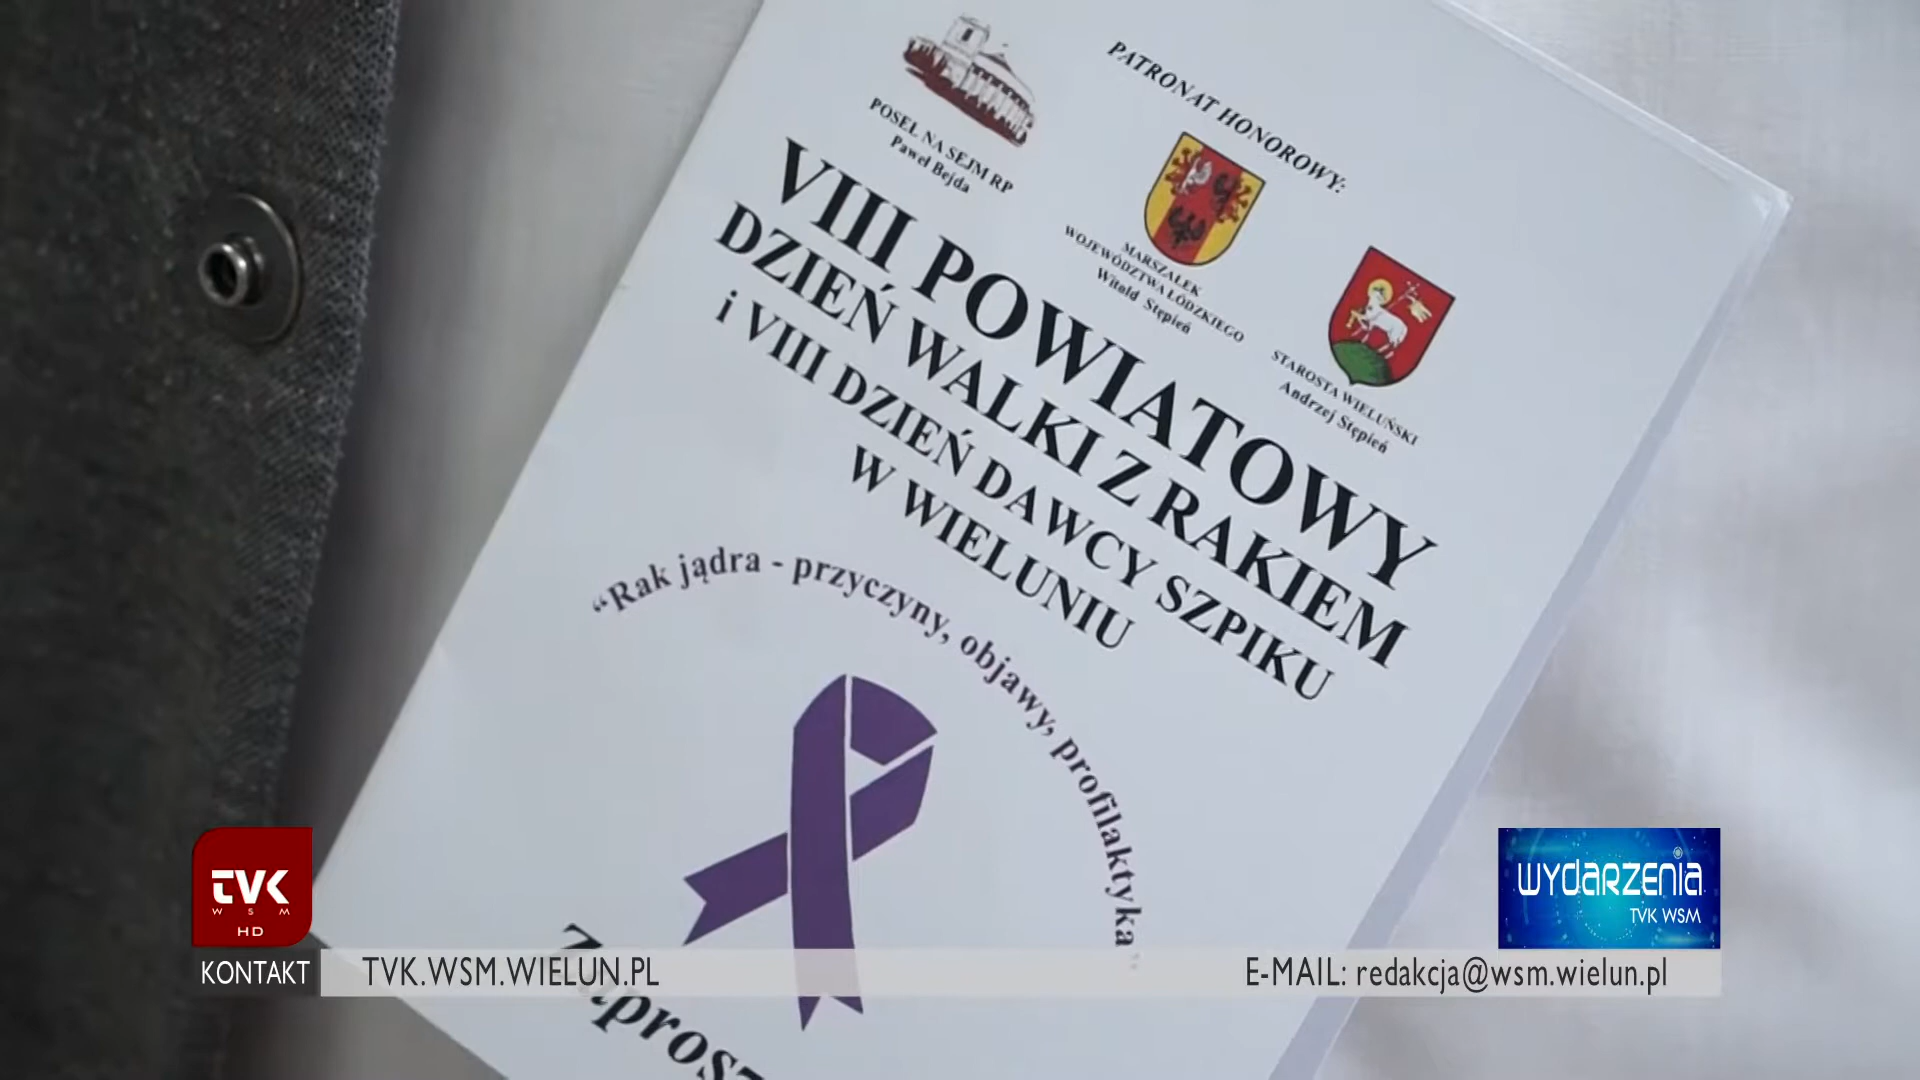 PATRONAT HONOROWY:
POSEŁ NA SEJM RP
Paweł Bejda
MARSZAŁEK
WOJEWÓDZTWA ŁÓDZKIEGO
Witold Stępień
STAROSTA WIELUŃSKI
Andrzej Stępień
VIII POWIATOWY
DZIEŃ WALKI Z RAKIEM
i VIII DZIEŃ DAWCY SZPIKU
W WIELUNIU
“Rak jądra - przyczyny, objawy, profilaktyka”
Zaprosz
TVK
WSM
HD
WYDARZENIA
TVK WSM
KONTAKT
TVK.WSM.WIELUN.PL
E-MAIL: redakcja@wsm.wielun.pl